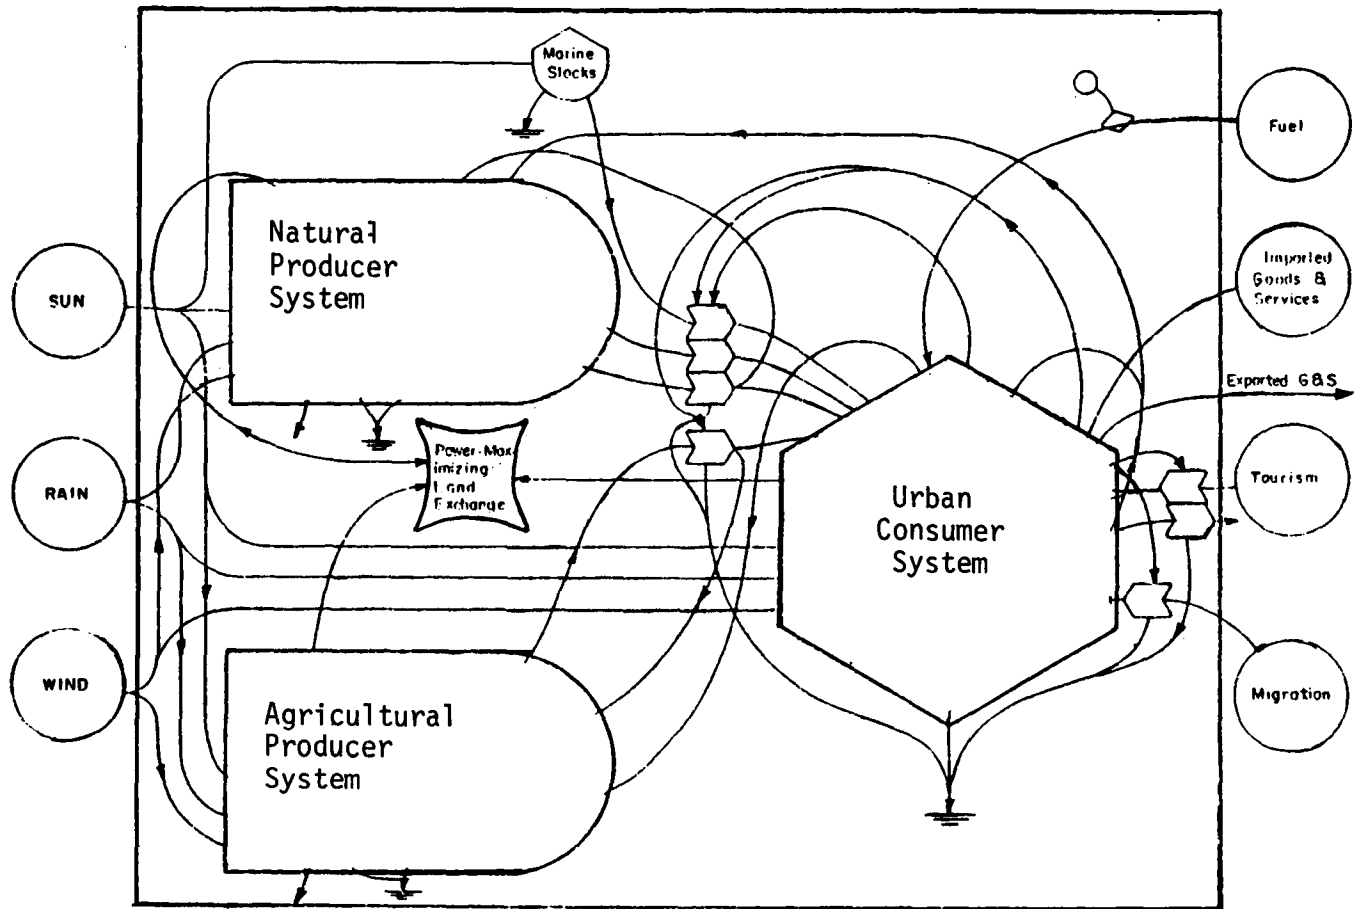 Marine
Stocks
Fuel
Natural
Producer
System
SUN
Imported
Goods &
Services
Exported G&S
Power-Max
imizing
Land
Exchange
Tourism
RAIN
Urban
Consumer
System
WIND
Agricultural
Producer
System
Migration